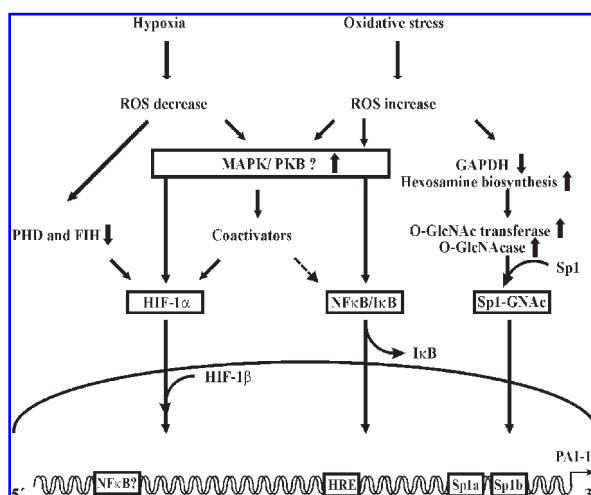 Hypoxia
Oxidative stress
ROS decrease
ROS increase
MAPK/ PKB ?
GAPDH
Hexosamine biosynthesis
PHD and FIH
Coactivators
O-GlcNAc transferase
O-GlcNAcase
Sp1
HIF-1α
NFκB/IκB
Sp1-GNAc
IκB
HIF-1β
PAI-1
5´
NFκB?
HRE
Sp1a
Sp1b
3